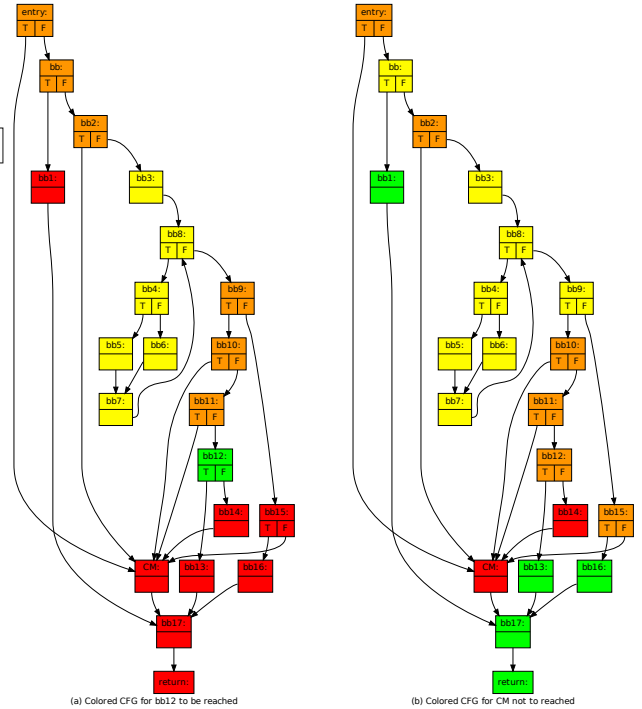 entry:
T F
bb:
T F
bb2:
T F
bb1:
bb3:
bb8:
T F
bb4:
T F
bb9:
T F
bb5:
bb6:
bb10:
T F
bb7:
bb11:
T F
bb12:
T F
bb14:
bb15:
T F
CM:
bb13:
bb16:
bb17:
return:
(a) Colored CFG for bb12 to be reached
entry:
T F
bb:
T F
bb2:
T F
bb1:
bb3:
bb8:
T F
bb4:
T F
bb9:
T F
bb5:
bb6:
bb10:
T F
bb7:
bb11:
T F
bb12:
T F
bb14:
bb15:
T F
CM:
bb13:
bb16:
bb17:
return:
(b) Colored CFG for CM not to reached